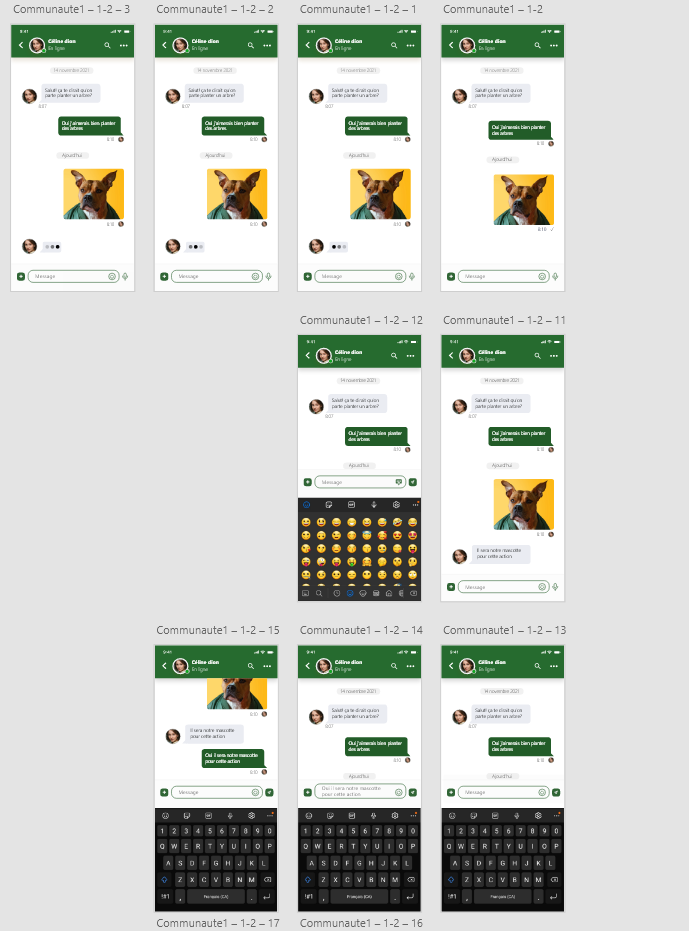 Communaute1 – 1-2 – 3
Communaute1 – 1-2 – 2
Communaute1 – 1-2 – 1
Communaute1 – 1-2
9:41
Céline dion
En ligne
14 novembre 2021
Salut! ça te dirait qu'on
parte planter un arbre?
8:07
Oui j'aimerais bien planter
des arbres
8:10
Aujourd'hui
8:10
Message
9:41
Céline dion
En ligne
14 novembre 2021
Salut! ça te dirait qu'on
parte planter un arbre?
8:07
Oui j'aimerais bien planter
des arbres
8:10
Aujourd'hui
8:10
Message
9:41
Céline dion
En ligne
14 novembre 2021
Salut! ça te dirait qu'on
parte planter un arbre?
8:07
Oui j'aimerais bien planter
des arbres
8:10
Aujourd'hui
8:10
Message
9:41
Céline dion
En ligne
14 novembre 2021
Salut! ça te dirait qu'on
parte planter un arbre?
8:07
Oui j'aimerais bien planter
des arbres
8:10
Aujourd'hui
8:10
Message
Communaute1 – 1-2 – 12
Communaute1 – 1-2 – 11
9:41
Céline dion
En ligne
14 novembre 2021
Salut! ça te dirait qu'on
parte planter un arbre?
8:07
Oui j'aimerais bien planter
des arbres
8:10
Aujourd'hui
Message
9:41
Céline dion
En ligne
14 novembre 2021
Salut! ça te dirait qu'on
parte planter un arbre?
8:07
Oui j'aimerais bien planter
des arbres
8:10
Aujourd'hui
8:10
Il sera notre mascotte
pour cette action
Message
Communaute1 – 1-2 – 15
Communaute1 – 1-2 – 14
Communaute1 – 1-2 – 13
9:41
Céline dion
En ligne
8:10
Il sera notre mascotte
pour cette action
Oui il sera notre mascotte
pour cette action
8:10
Message
1 2 3 4 5 6 7 8 9 0
Q W E R T Y U I O P
A S D F G H J K L
Z X C V B N M
!#1 , Français (CA) .
9:41
Céline dion
En ligne
14 novembre 2021
Salut! ça te dirait qu'on
parte planter un arbre?
8:07
Oui j'aimerais bien planter
des arbres
8:10
Aujourd'hui
Oui il sera notre mascotte
pour cette action
1 2 3 4 5 6 7 8 9 0
Q W E R T Y U I O P
A S D F G H J K L
Z X C V B N M
!#1 , Français (CA) .
9:41
Céline dion
En ligne
14 novembre 2021
Salut! ça te dirait qu'on
parte planter un arbre?
8:07
Oui j'aimerais bien planter
des arbres
8:10
Aujourd'hui
Message
1 2 3 4 5 6 7 8 9 0
Q W E R T Y U I O P
A S D F G H J K L
Z X C V B N M
!#1 , Français (CA) .
Communaute1 – 1-2 – 17
Communaute1 – 1-2 – 16